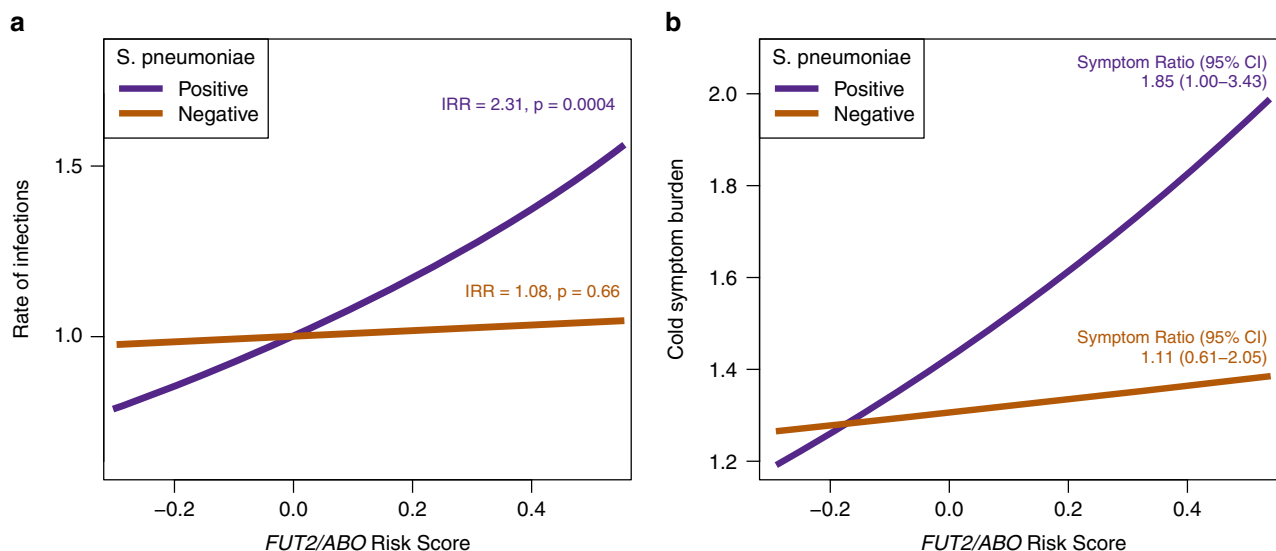 a
S. pneumoniae
Positive
Negative
IRR = 2.31, p = 0.0004
IRR = 1.08, p = 0.66
Rate of infections
1.5
1.0
−0.2
0.0
0.2
0.4
FUT2/ABO Risk Score
b
S. pneumoniae
Positive
Negative
Symptom Ratio (95% CI)
1.85 (1.00–3.43)
Symptom Ratio (95% CI)
1.11 (0.61–2.05)
Cold symptom burden
2.0
1.8
1.6
1.4
1.2
−0.2
0.0
0.2
0.4
FUT2/ABO Risk Score